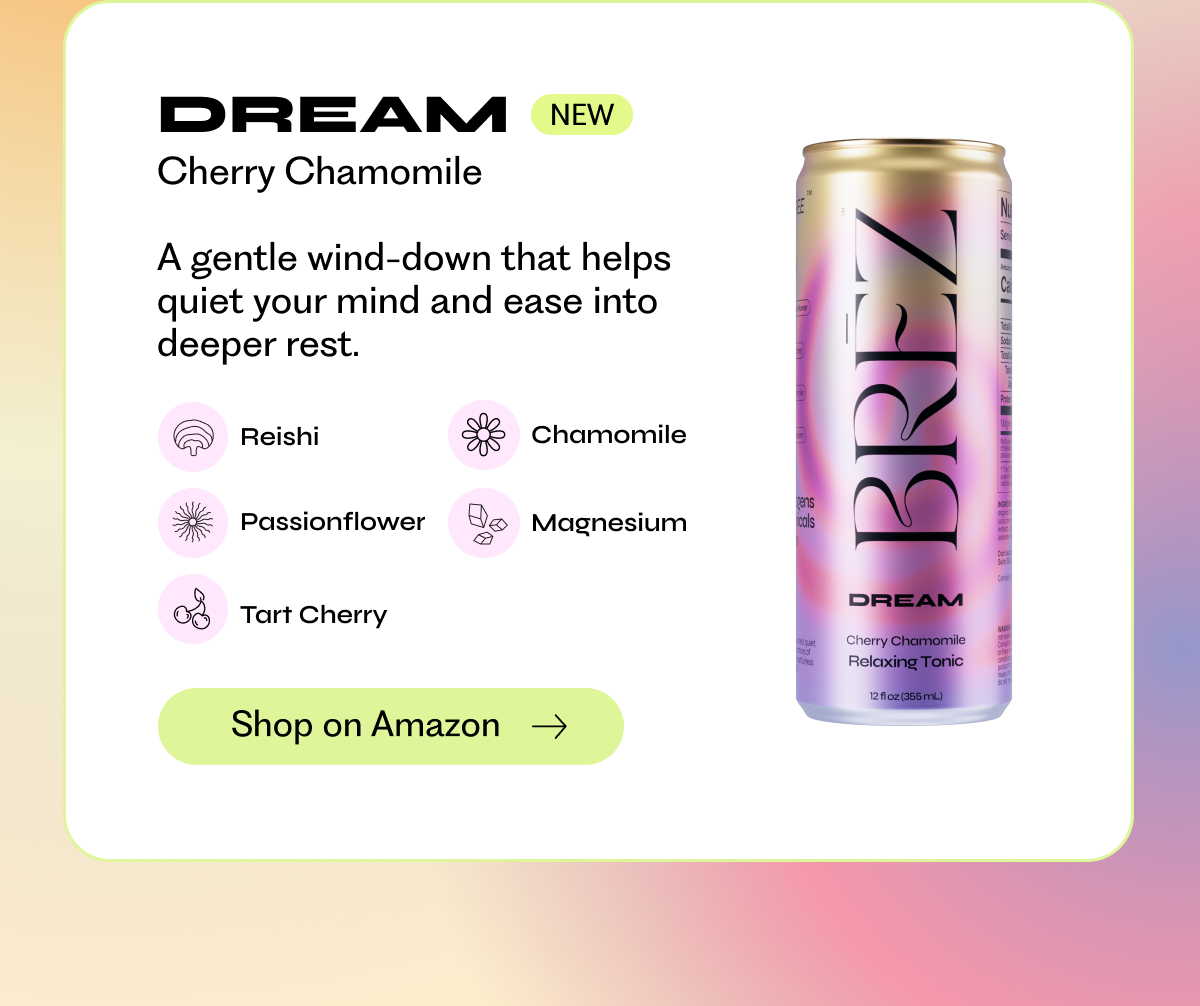 DREAM NEW
Cherry Chamomile
A gentle wind-down that helps
quiet your mind and ease into
deeper rest.
Reishi
Chamomile
Passionflower
Magnesium
Tart Cherry
Shop on Amazon
BRĒZ
DREAM
Cherry Chamomile
Relaxing Tonic
12 fl oz (355 mL)